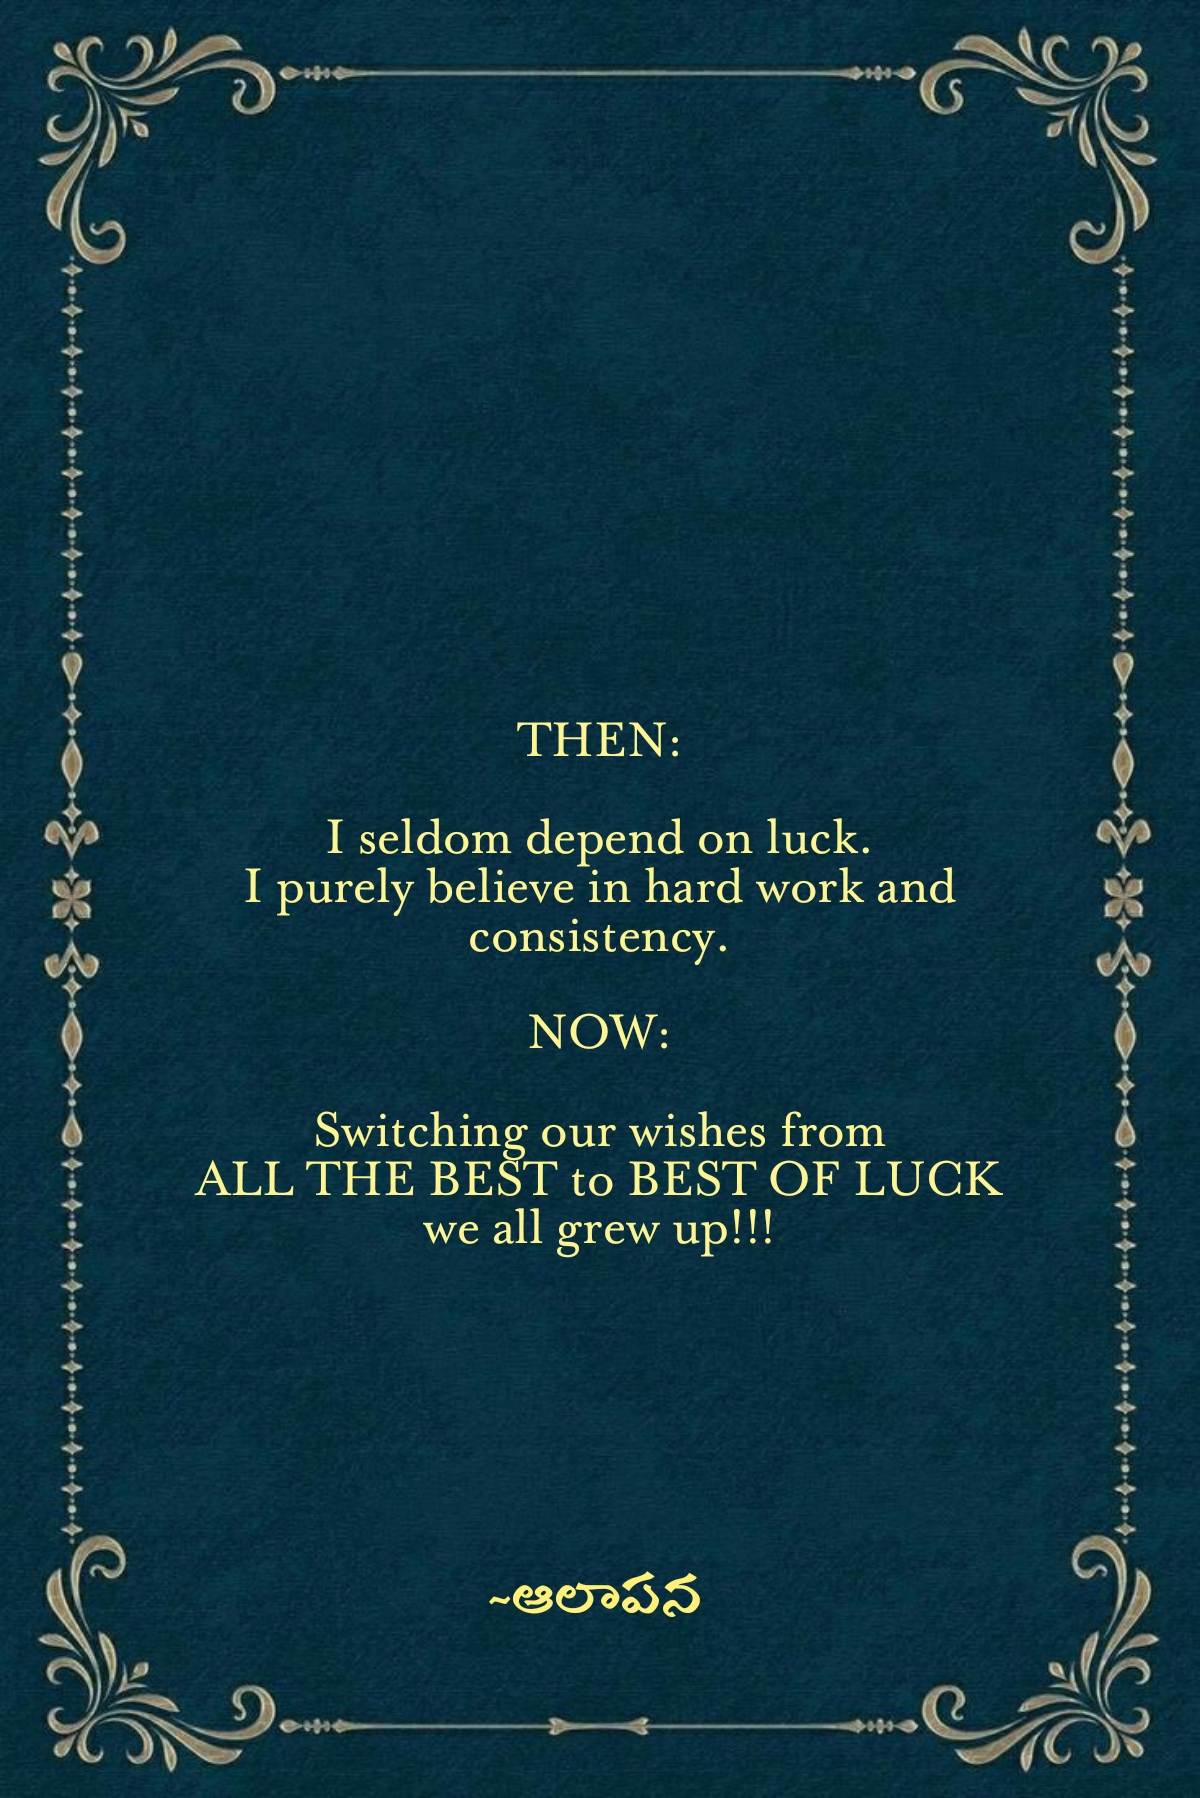 THEN:
I seldom depend on luck.
I purely believe in hard work and
consistency.
NOW:
Switching our wishes from
ALL THE BEST to BEST OF LUCK
we all grew up!!!
~ఆలాపన